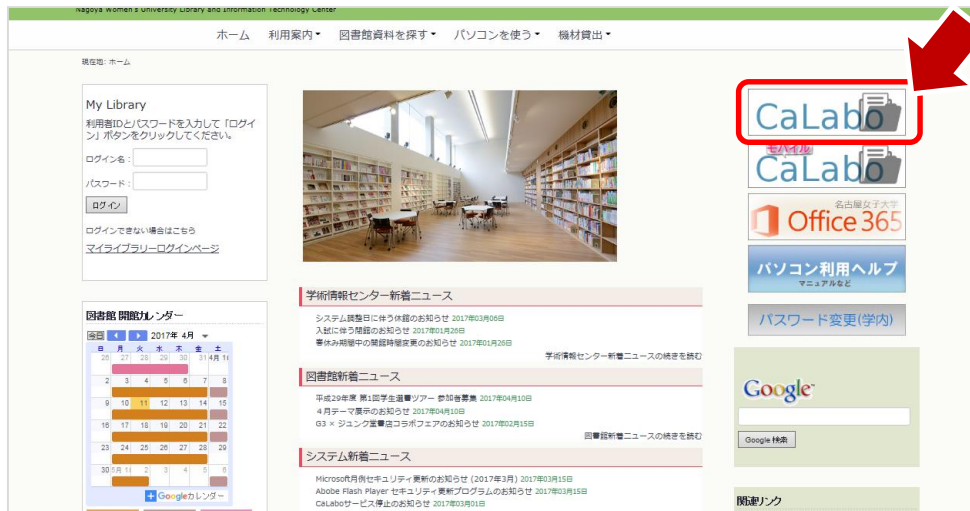 Nagoya Women's University Library and Information Technology Center
ホーム 利用案内▾ 図書館資料を探す▾ パソコンを使う▾ 機材貸出▾
現在地: ホーム
My Library
利用者IDとパスワードを入力して「ログイ
ン」ボタンをクリックしてください。
ログイン名：
パスワード：
ログイン
ログインできない場合はこちら
マイライブラリーログインページ
図書館 開館カレンダー
今日 2017年 4月
日 月 火 水 木 金 土
26 27 28 29 30 31 4月 1日
2 3 4 5 6 7 8
9 10 11 12 13 14 15
16 17 18 19 20 21 22
23 24 25 26 27 28 29
30 5月 1日 2 3 4 5 6
+ Googleカレンダー
学術情報センター新着ニュース
システム調整日に伴う休館のお知らせ 2017年03月06日
入試に伴う閉館のお知らせ 2017年01月26日
春休み期間中の開館時間変更のお知らせ 2017年01月26日
学術情報センター新着ニュースの続きを読む
図書館新着ニュース
平成29年度 第1回学生選書ツアー 参加者募集 2017年04月10日
４月テーマ展示のお知らせ 2017年04月10日
G3 × ジュンク堂書店コラボフェアのお知らせ 2017年02月15日
図書館新着ニュースの続きを読む
システム新着ニュース
Microsoft月例セキュリティ更新のお知らせ (2017年3月) 2017年03月15日
Abobe Flash Player セキュリティ更新プログラムのお知らせ 2017年03月15日
CaLaboサービス停止のお知らせ 2017年03月01日
CaLabo
モバイル
CaLabo
名古屋女子大学
Office 365
パソコン利用ヘルプ
マニュアルなど
パスワード変更(学内)
Google™
Google 検索
関連リンク